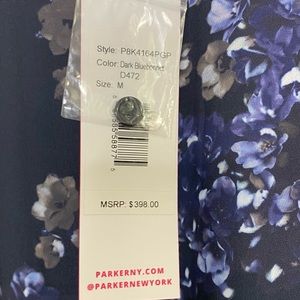 Style: P8K4164PGP
Color: Dark Bluebonnet
D472
Size: M
MSRP: $398.00
PARKERNY.COM
@PARKERNEWYORK